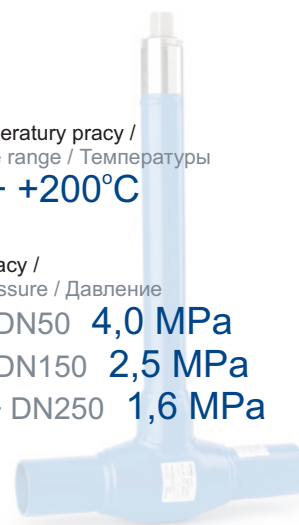 eratury pracy /
e range / Температуры
÷ +200°C
acy /
ssure / Давление
DN50 4,0 MPa
DN150 2,5 MPa
÷ DN250 1,6 MPa